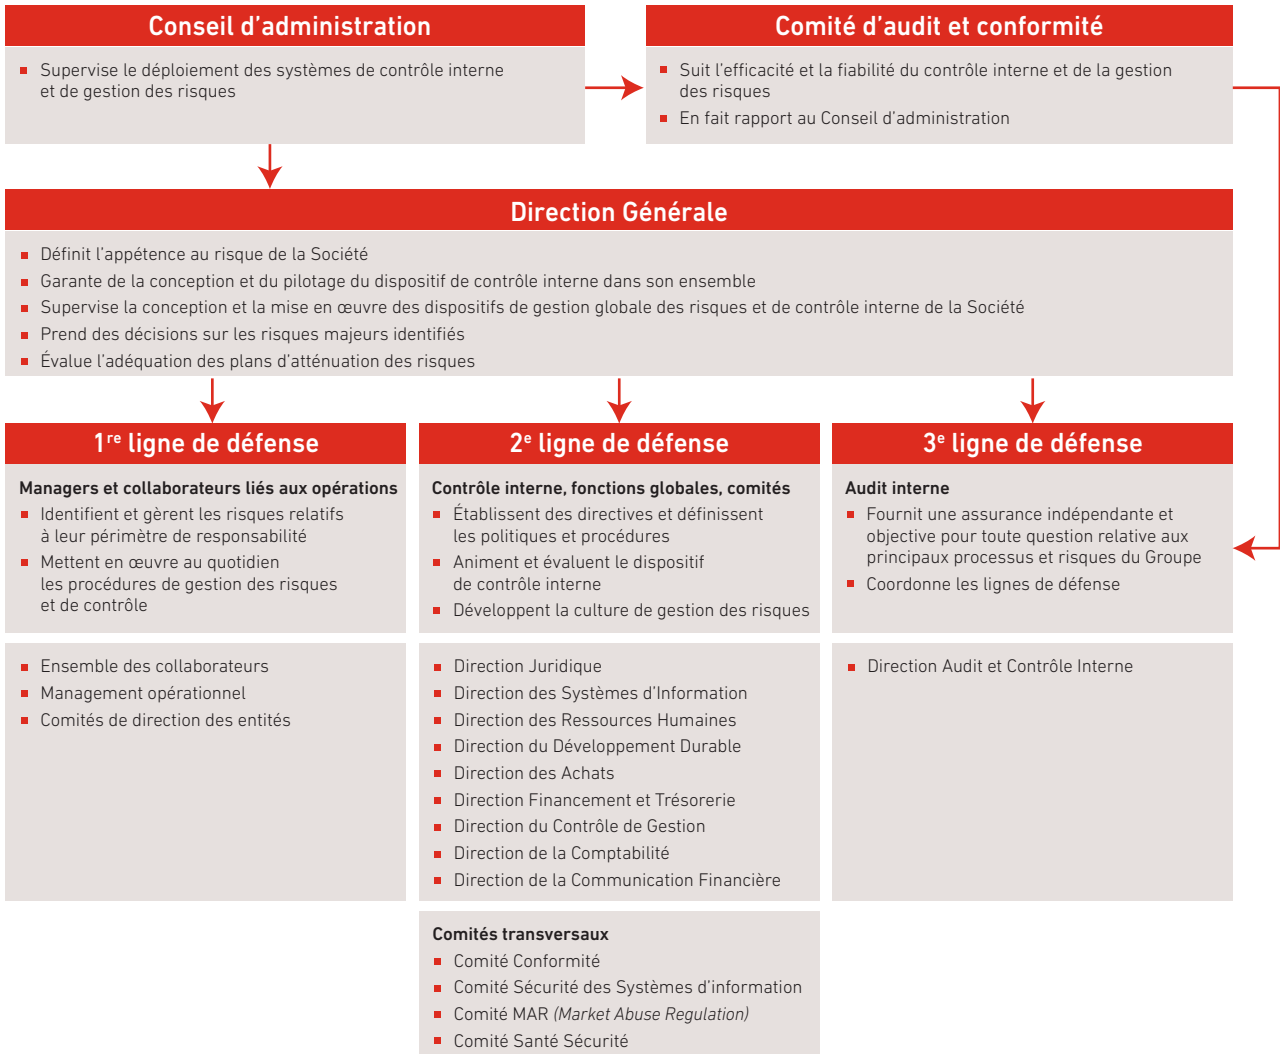 Conseil d'administration
■ Supervise le déploiement des systèmes de contrôle interne
et de gestion des risques
Comité d'audit et conformité
■ Suit l'efficacité et la fiabilité du contrôle interne et de la gestion
des risques
■ En fait rapport au Conseil d'administration
Direction Générale
■ Définit l'appétence au risque de la Société
■ Garante de la conception et du pilotage du dispositif de contrôle interne dans son ensemble
■ Supervise la conception et la mise en œuvre des dispositifs de gestion globale des risques et de contrôle interne de la Société
■ Prend des décisions sur les risques majeurs identifiés
■ Évalue l'adéquation des plans d'atténuation des risques
1re ligne de défense
Managers et collaborateurs liés aux opérations
■ Identifient et gèrent les risques relatifs
à leur périmètre de responsabilité
■ Mettent en œuvre au quotidien
les procédures de gestion des risques
et de contrôle
■ Ensemble des collaborateurs
■ Management opérationnel
■ Comités de direction des entités
2e ligne de défense
Contrôle interne, fonctions globales, comités
■ Établissent des directives et définissent
les politiques et procédures
■ Animent et évaluent le dispositif
de contrôle interne
■ Développent la culture de gestion des risques
■ Direction Juridique
■ Direction des Systèmes d'Information
■ Direction des Ressources Humaines
■ Direction du Développement Durable
■ Direction des Achats
■ Direction Financement et Trésorerie
■ Direction du Contrôle de Gestion
■ Direction de la Comptabilité
■ Direction de la Communication Financière
Comités transversaux
■ Comité Conformité
■ Comité Sécurité des Systèmes d'information
■ Comité MAR (Market Abuse Regulation)
■ Comité Santé Sécurité
3e ligne de défense
Audit interne
■ Fournit une assurance indépendante et
objective pour toute question relative aux
principaux processus et risques du Groupe
■ Coordonne les lignes de défense
■ Direction Audit et Contrôle Interne